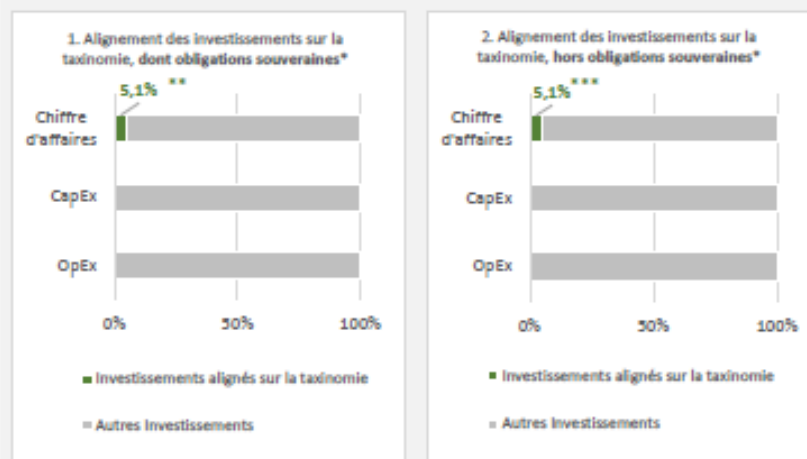 1. Alignement des investissements sur la
taxinomie, dont obligations souveraines*
5,1% **
Chiffre
d'affaires
CapEx
OpEx
0% 50% 100%
Investissements alignés sur la taxinomie
Autres Investissements
2. Alignement des investissements sur la
taxinomie, hors obligations souveraines*
5,1%***
Chiffre
d'affaires
CapEx
OpEx
0% 50% 100%
Investissements alignés sur la taxinomie
Autres Investissements